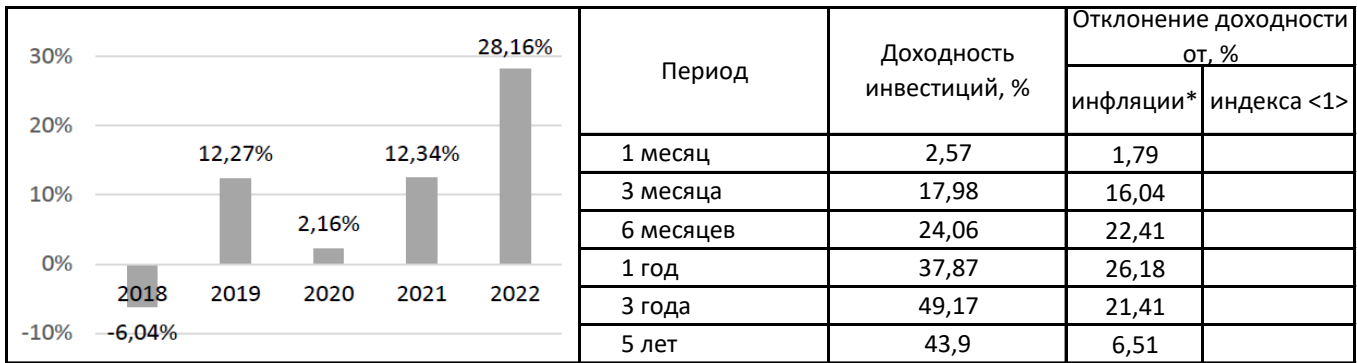 30%
20%
10%
0%
-10%
-6,04%
12,27%
2,16%
12,34%
28,16%
2018 2019 2020 2021 2022
Период
Доходность
инвестиций, %
Отклонение доходности
от, %
инфляции* индекса <1>
1 месяц 2,57 1,79
3 месяца 17,98 16,04
6 месяцев 24,06 22,41
1 год 37,87 26,18
3 года 49,17 21,41
5 лет 43,9 6,51